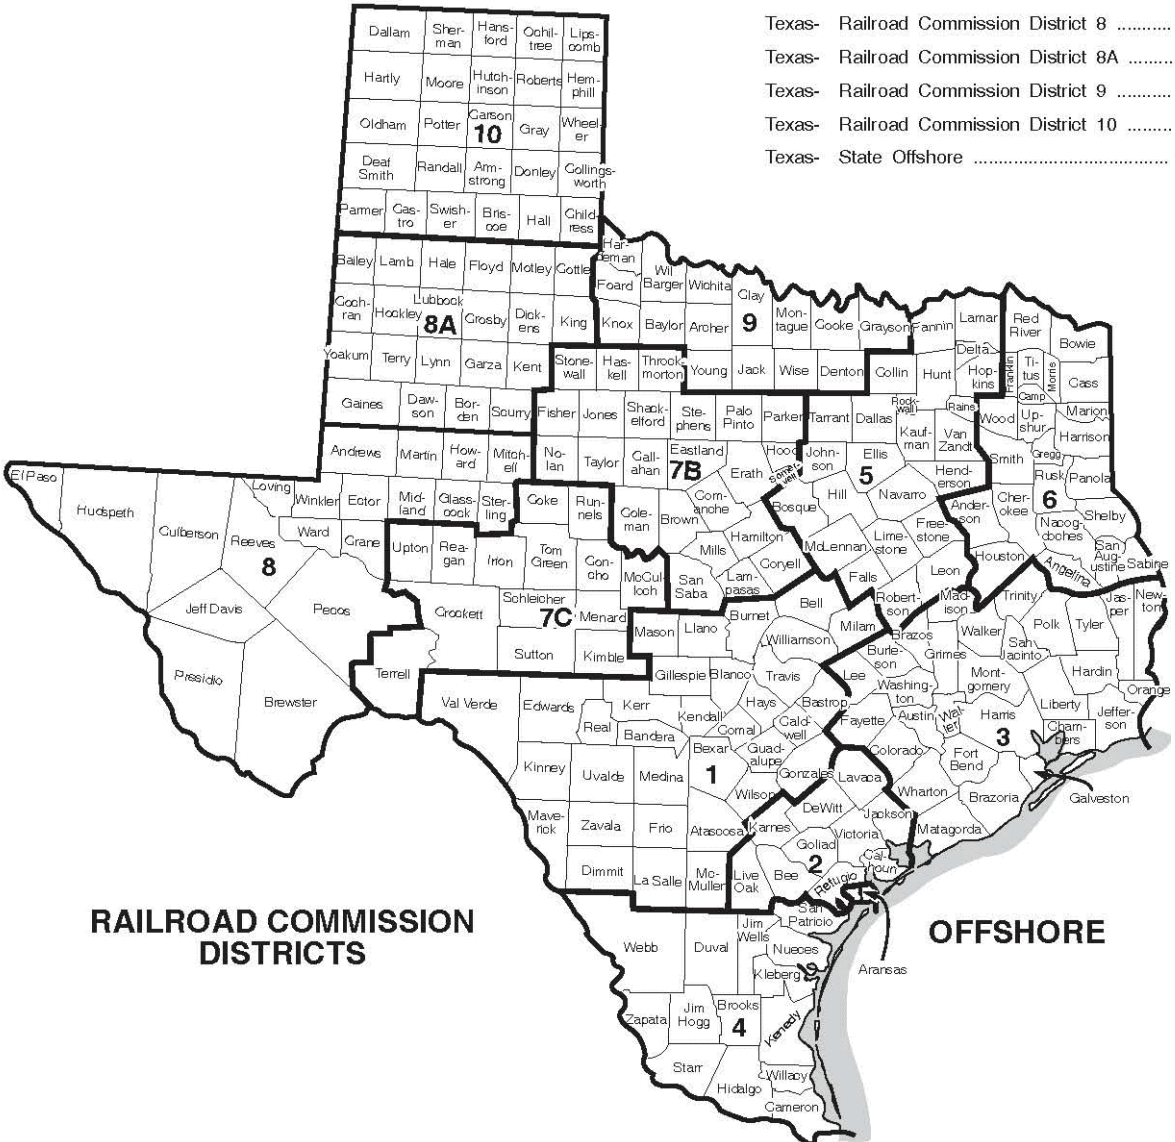 Texas- Railroad Commission District 8 ..........
Texas- Railroad Commission District 8A ........
Texas- Railroad Commission District 9 ..........
Texas- Railroad Commission District 10 ........
Texas- State Offshore ......................................
Dallam
Sher-
man
Hans-
ford
Ochil-
tree
Lips-
comb
Hartly
Moore
Hutch-
inson
Roberts
Hem-
phill
Oldham
Potter
Carson
10
Gray
Wheel-
er
Deaf
Smith
Randall
Arm-
strong
Donley
Collings-
worth
Parmer
Cas-
tro
Swish-
er
Bris-
coe
Hall
Child-
ress
Bailey
Lamb
Hale
Floyd
Motley
Cottle
Har-
deman
Foard
Wil
Barger
Wichita
Clay
Coch-
ran
Hockley
Lubbock
8A
Crosby
Dick-
ens
King
Knox
Baylor
Archer
9
Mon-
tague
Cooke
Grayson
Fannin
Lamar
Red
River
Bowie
Delta
Yoakum
Terry
Lynn
Garza
Kent
Stone-
wall
Has-
kell
Throck-
morton
Young
Jack
Wise
Denton
Collin
Hunt
Hop-
kins
Franklin
Ti-
tus
Morris
Cass
Camp
Gaines
Daw-
son
Bor-
den
Scurry
Fisher
Jones
Shack-
elford
Ste-
phens
Palo
Pinto
Parker
Tarrant
Dallas
Rock-
wall
Rains
Wood
Up-
shur
Marion
Harrison
Kauf-
man
Van
Zandt
Andrews
Martin
How-
ard
Mitch-
ell
No-
lan
Taylor
Cal-
lahan
Eastland
7B
Erath
Hood
Somer-
vell
John-
son
Ellis
5
Hend-
erson
Smith
Gregg
Rusk
6
Panola
El Paso
Hudspeth
Culberson
Loving
Winkler
Ector
Mid-
land
Glass-
cock
Ster-
ling
Coke
Run-
nels
Cole-
man
Brown
Com-
anche
Bosque
Hill
Navarro
Ander-
son
Cher-
okee
Nacog-
doches
Shelby
Reeves
8
Ward
Crane
Upton
Rea-
gan
Irion
Tom
Green
Con-
cho
McCul-
loch
Mills
Hamilton
Coryell
McLennan
Lime-
stone
Free-
stone
Houston
Angelina
San
Aug-
ustine
Sabine
San
Saba
Lam-
pasas
Falls
Leon
Jeff Davis
Pecos
Crockett
Schleicher
7C
Menard
Burnet
Bell
Robert-
son
Mad-
ison
Trinity
Jas-
per
New-
ton
Mason
Llano
Williamson
Milam
Brazos
Walker
Polk
Tyler
Sutton
Kimble
Presidio
Brewster
Terrell
Val Verde
Edwards
Gillespie
Blanco
Travis
Lee
Burle-
son
Grimes
San
Jacinto
Mont-
gomery
Hardin
Orange
Washing-
ton
Kerr
Real
Bandera
Kendall
Hays
Bastrop
Comal
Cald-
well
Fayette
Austin
Wal-
ler
Harris
3
Liberty
Jeffer-
son
Cham-
bers
Kinney
Uvalde
Medina
Bexar
1
Guad-
alupe
Gonzales
Lavaca
Colorado
Fort
Bend
Wharton
Brazoria
Galveston
Wilson
Mave-
rick
Zavala
Frio
Atascosa
Karnes
DeWitt
Jackson
Matagorda
Victoria
Goliad
2
Cal-
houn
Dimmit
La Salle
Mc-
Mullen
Live
Oak
Bee
Refugio
RAILROAD COMMISSION
DISTRICTS
OFFSHORE
San
Patricio
Webb
Duval
Jim
Wells
Nueces
Aransas
Kleberg
Zapata
Jim
Hogg
Brooks
4
Kenedy
Starr
Hidalgo
Willacy
Cameron